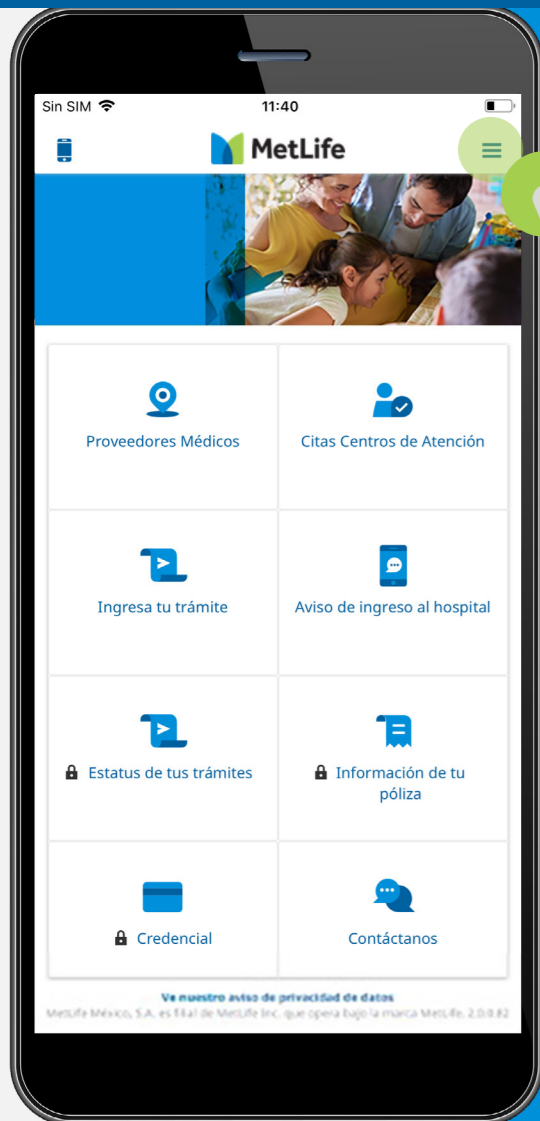 Sin SIM 11:40
MetLife
Proveedores Médicos
Citas Centros de Atención
Ingresa tu trámite
Aviso de ingreso al hospital
Estatus de tus trámites
Información de tu
póliza
Credencial
Contáctanos
Ve nuestro aviso de privacidad de datos
MetLife México, S.A. es filial de MetLife Inc. que opera bajo la marca MetLife. 2.0.0.82